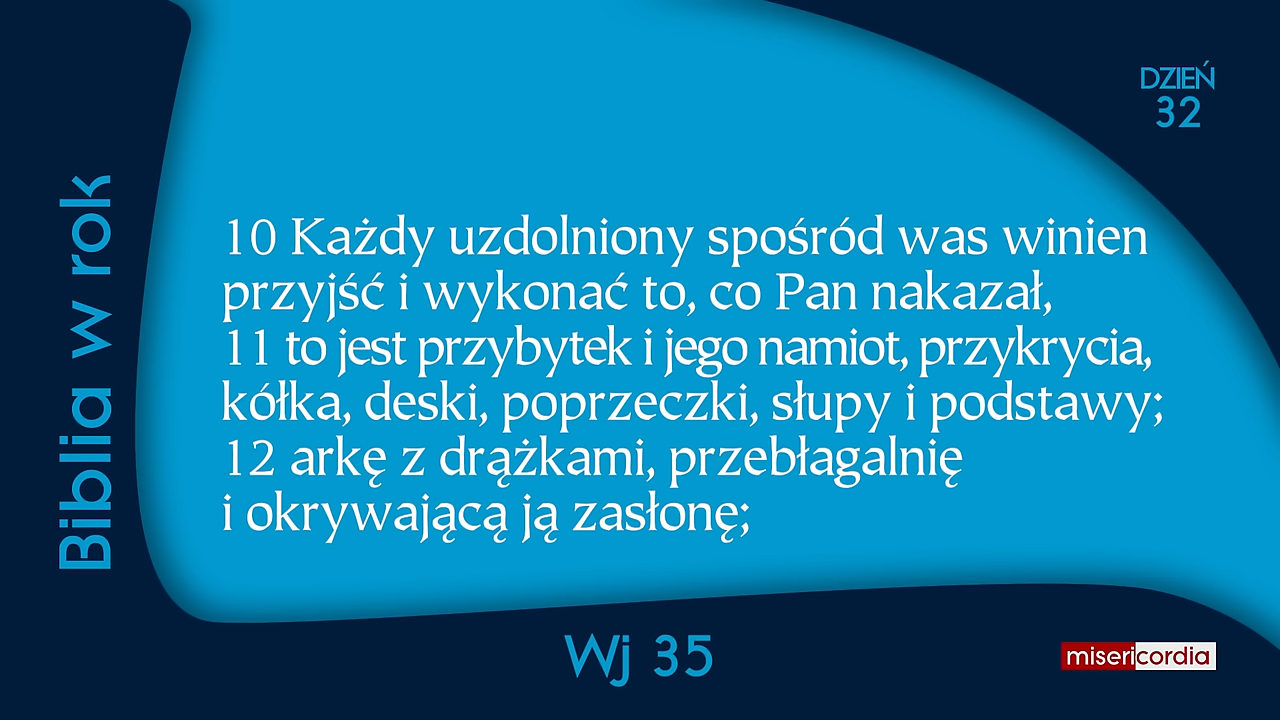 DZIEŃ
32
Biblia w rok
10 Każdy uzdolniony spośród was winien
przyjść i wykonać to, co Pan nakazał,
11 to jest przybytek i jego namiot, przykrycia,
kółka, deski, poprzeczki, słupy i podstawy;
12 arkę z drążkami, przebłagalnię
i okrywającą ją zasłonę;
Wj 35
misericordia